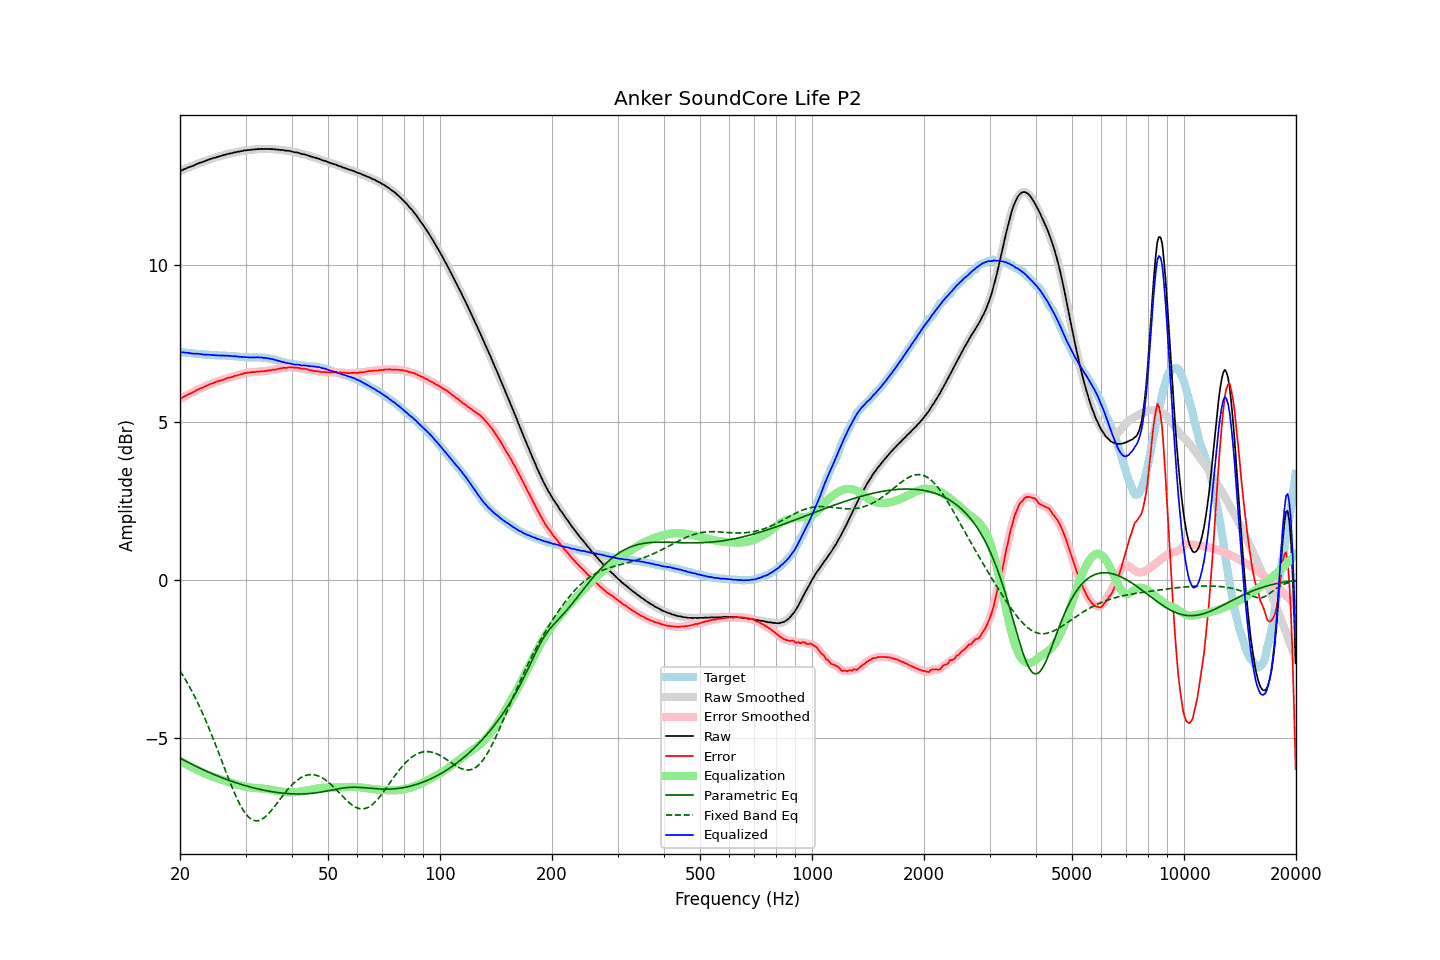 Anker SoundCore Life P2
Amplitude (dBr)
10
5
0
−5
Target
Raw Smoothed
Error Smoothed
Raw
Error
Equalization
Parametric Eq
Fixed Band Eq
Equalized
20
50
100
200
500
1000
2000
5000
10000
20000
Frequency (Hz)